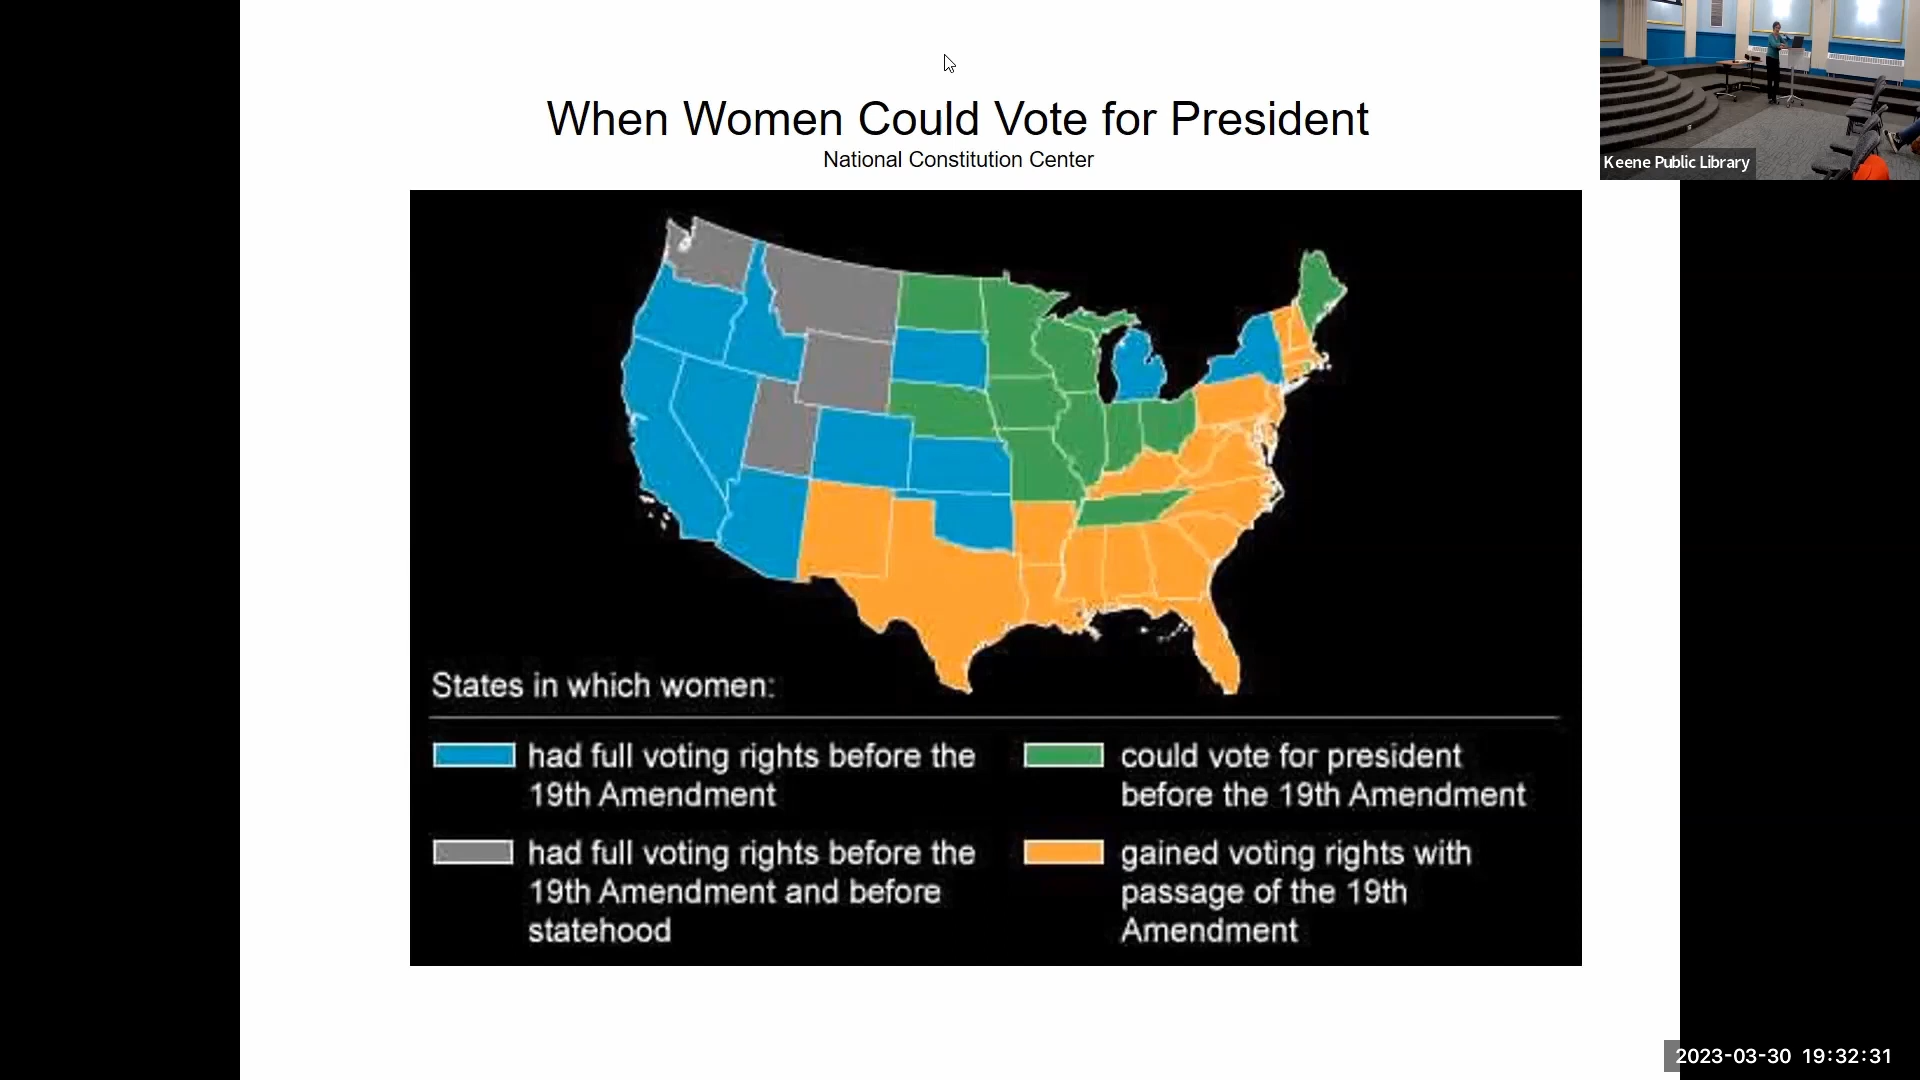 When Women Could Vote for President
National Constitution Center
Keene Public Library
States in which women:
had full voting rights before the
19th Amendment
had full voting rights before the
19th Amendment and before
statehood
could vote for president
before the 19th Amendment
gained voting rights with
passage of the 19th
Amendment
2023-03-30 19:32:31